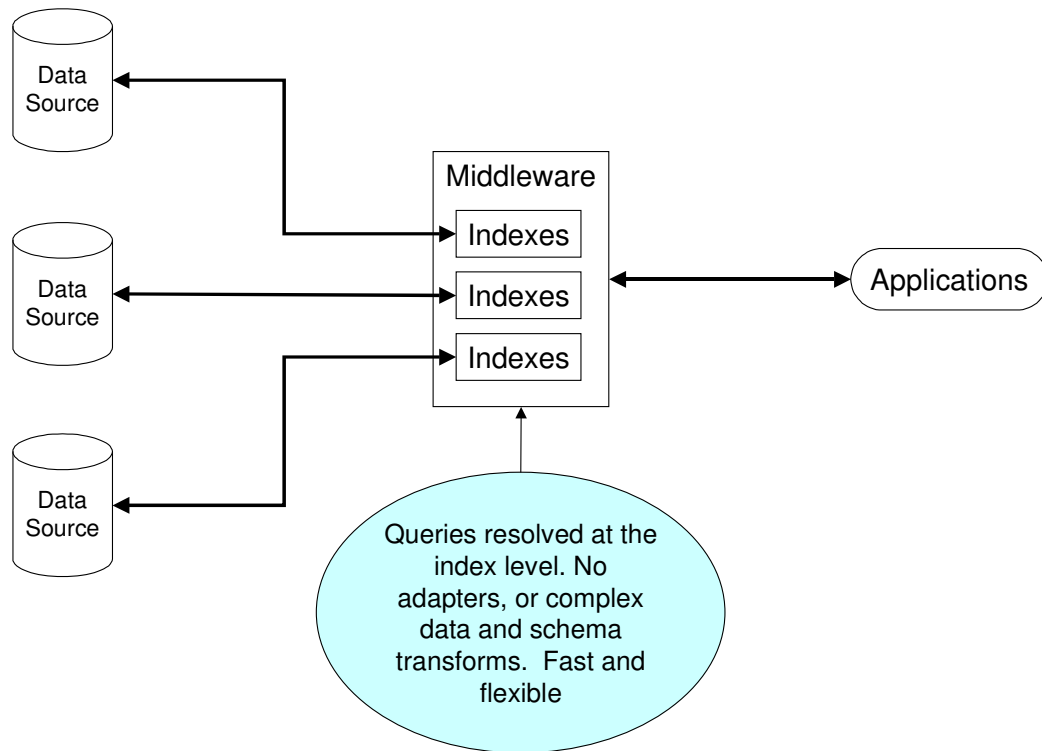 Data
Source
Middleware
Indexes
Data
Source
Indexes
Applications
Indexes
Data
Source
Queries resolved at the
index level. No
adapters, or complex
data and schema
transforms.  Fast and
flexible